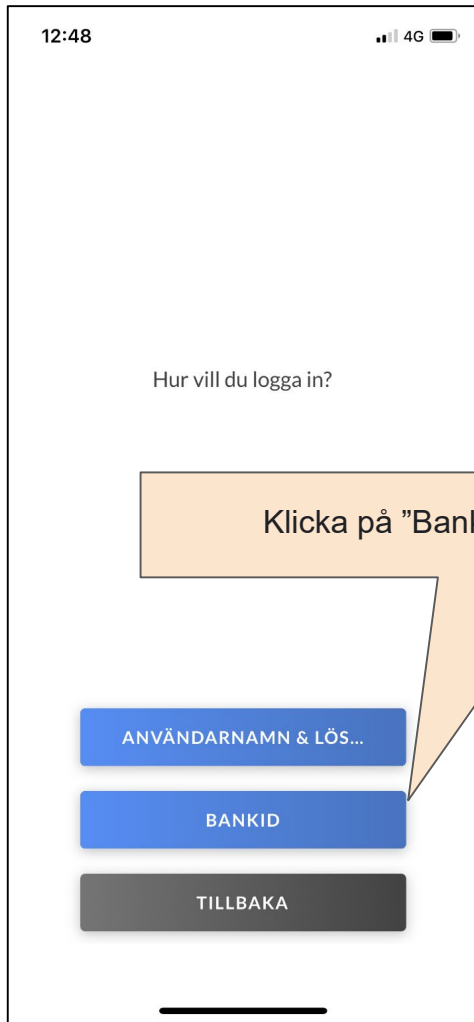 12:48 4G
Hur vill du logga in?
Klicka på ”Ban
ANVÄNDARNAMN & LÖS...
BANKID
TILLBAKA